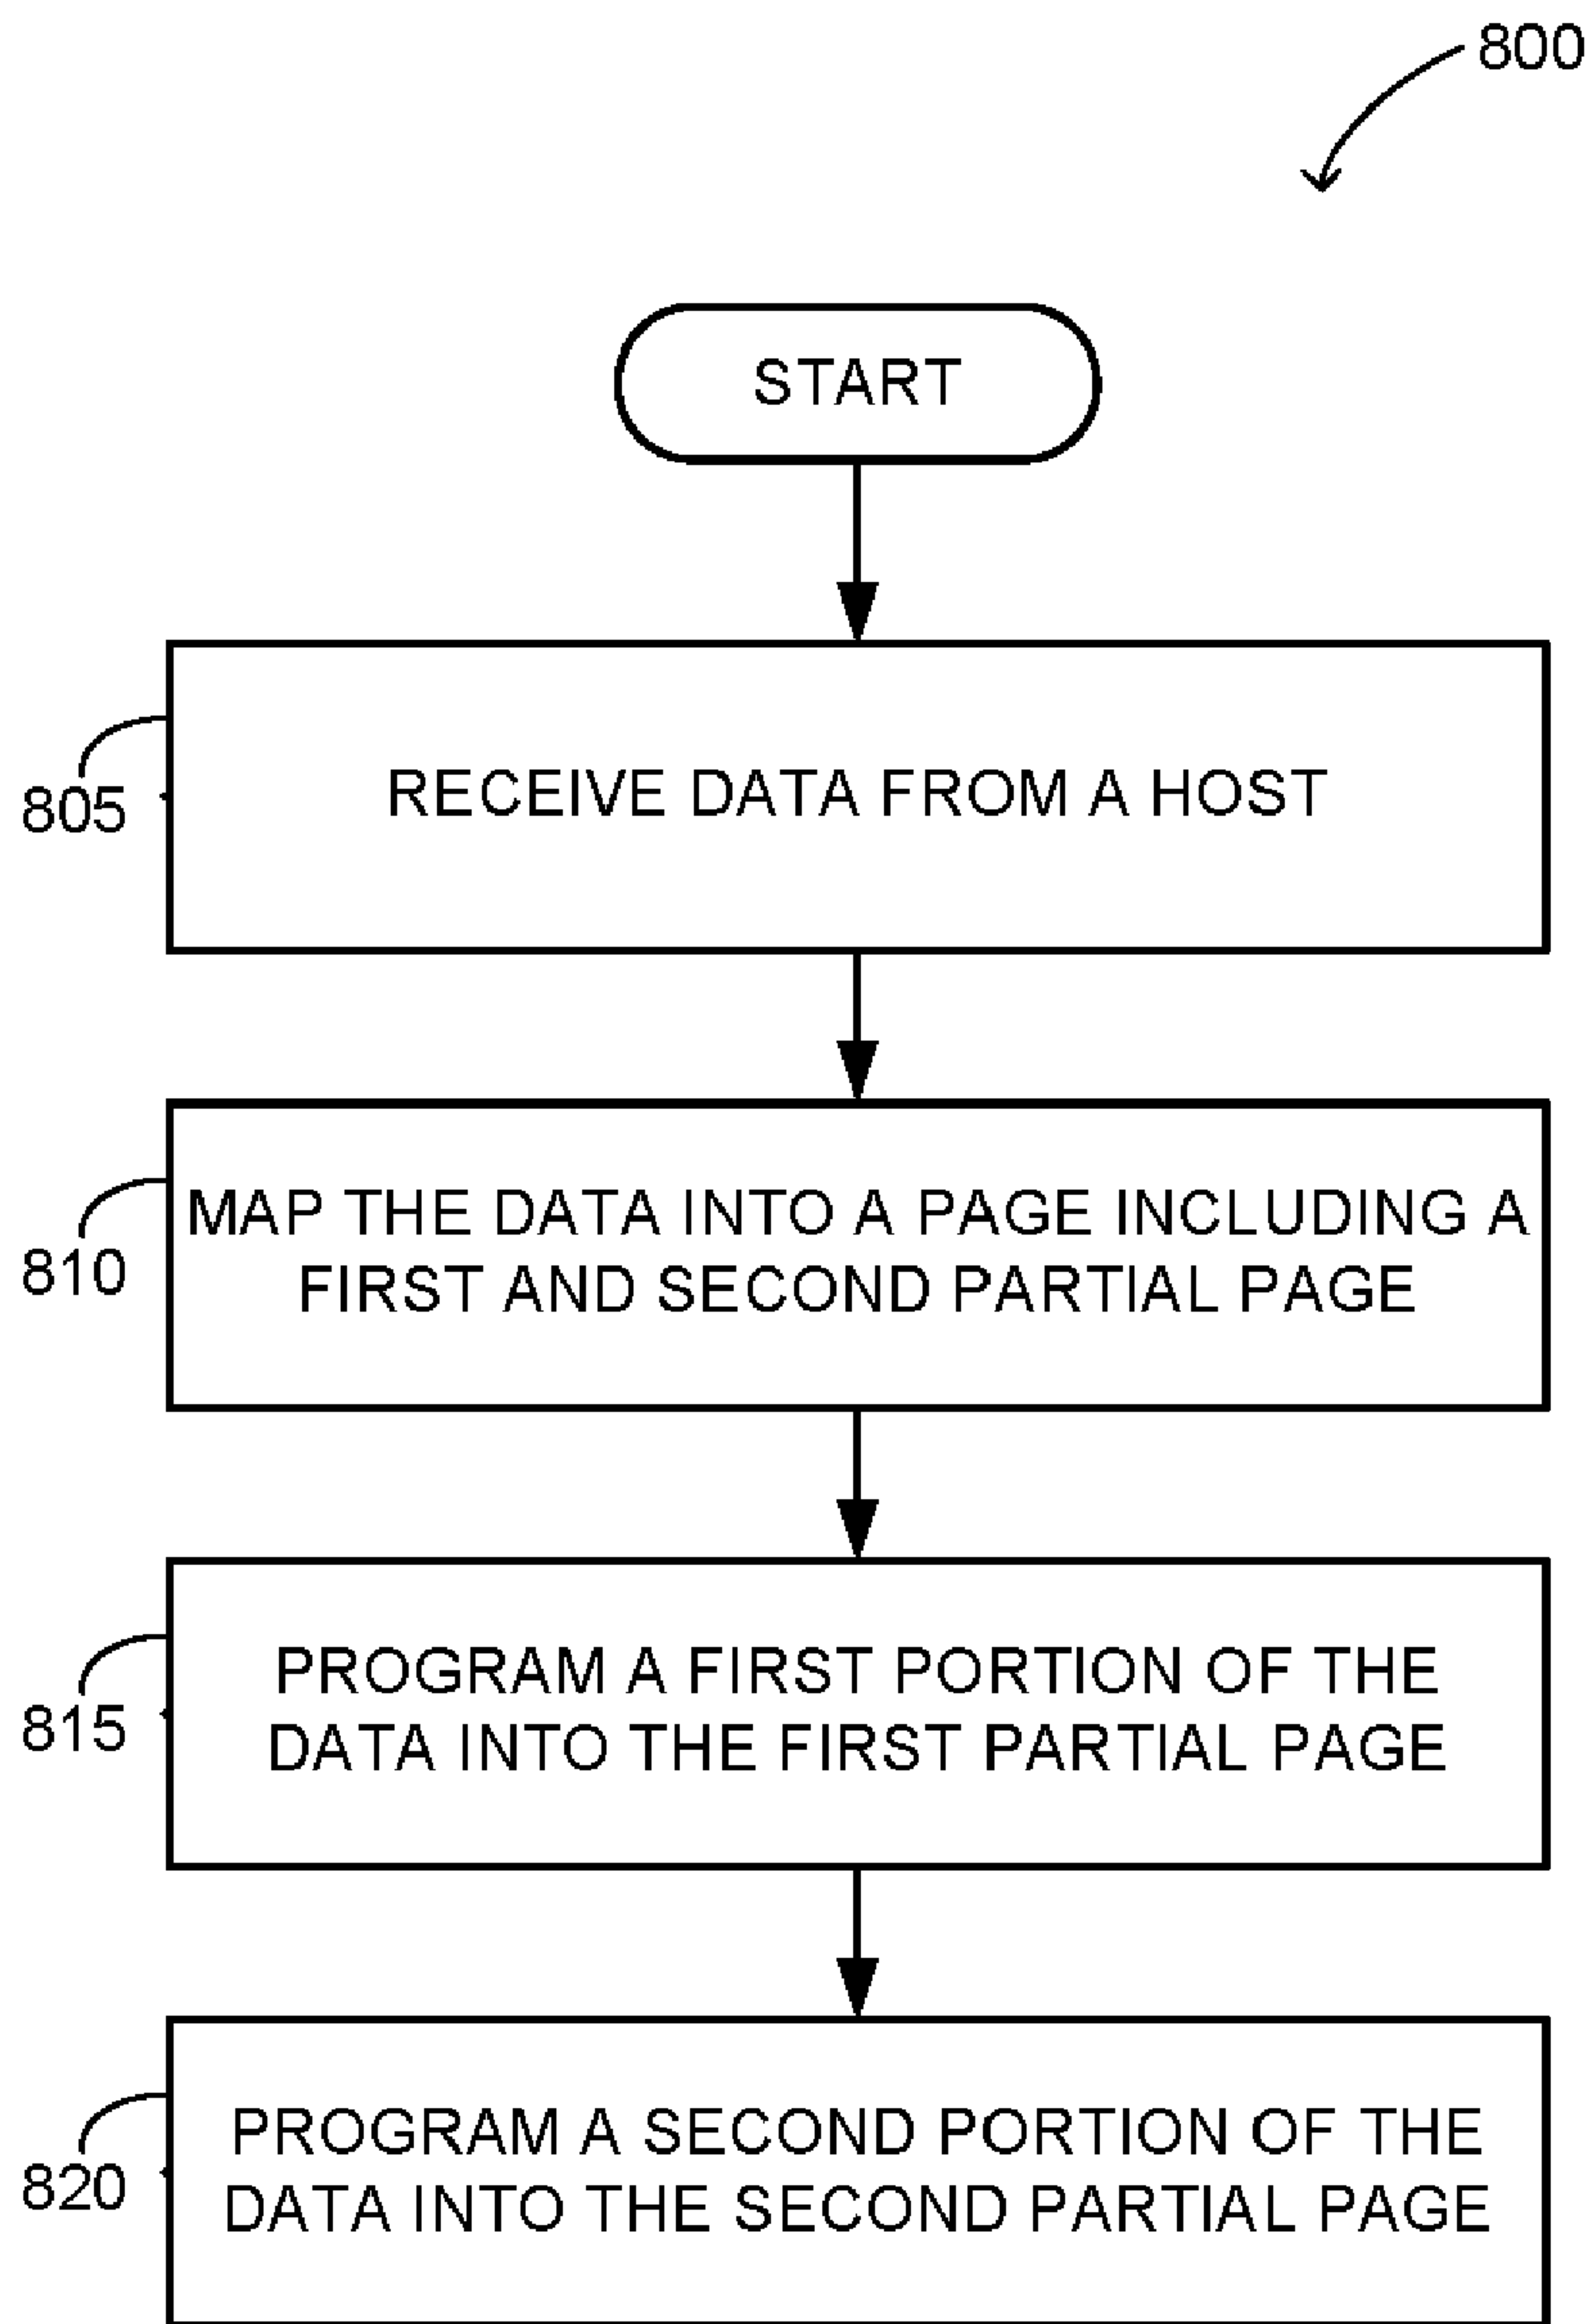 800
START
805
RECEIVE DATA FROM A HOST
810
MAP THE DATA INTO A PAGE INCLUDING A
FIRST AND SECOND PARTIAL PAGE
815
PROGRAM A FIRST PORTION OF THE
DATA INTO THE FIRST PARTIAL PAGE
820
PROGRAM A SECOND PORTION OF THE
DATA INTO THE SECOND PARTIAL PAGE